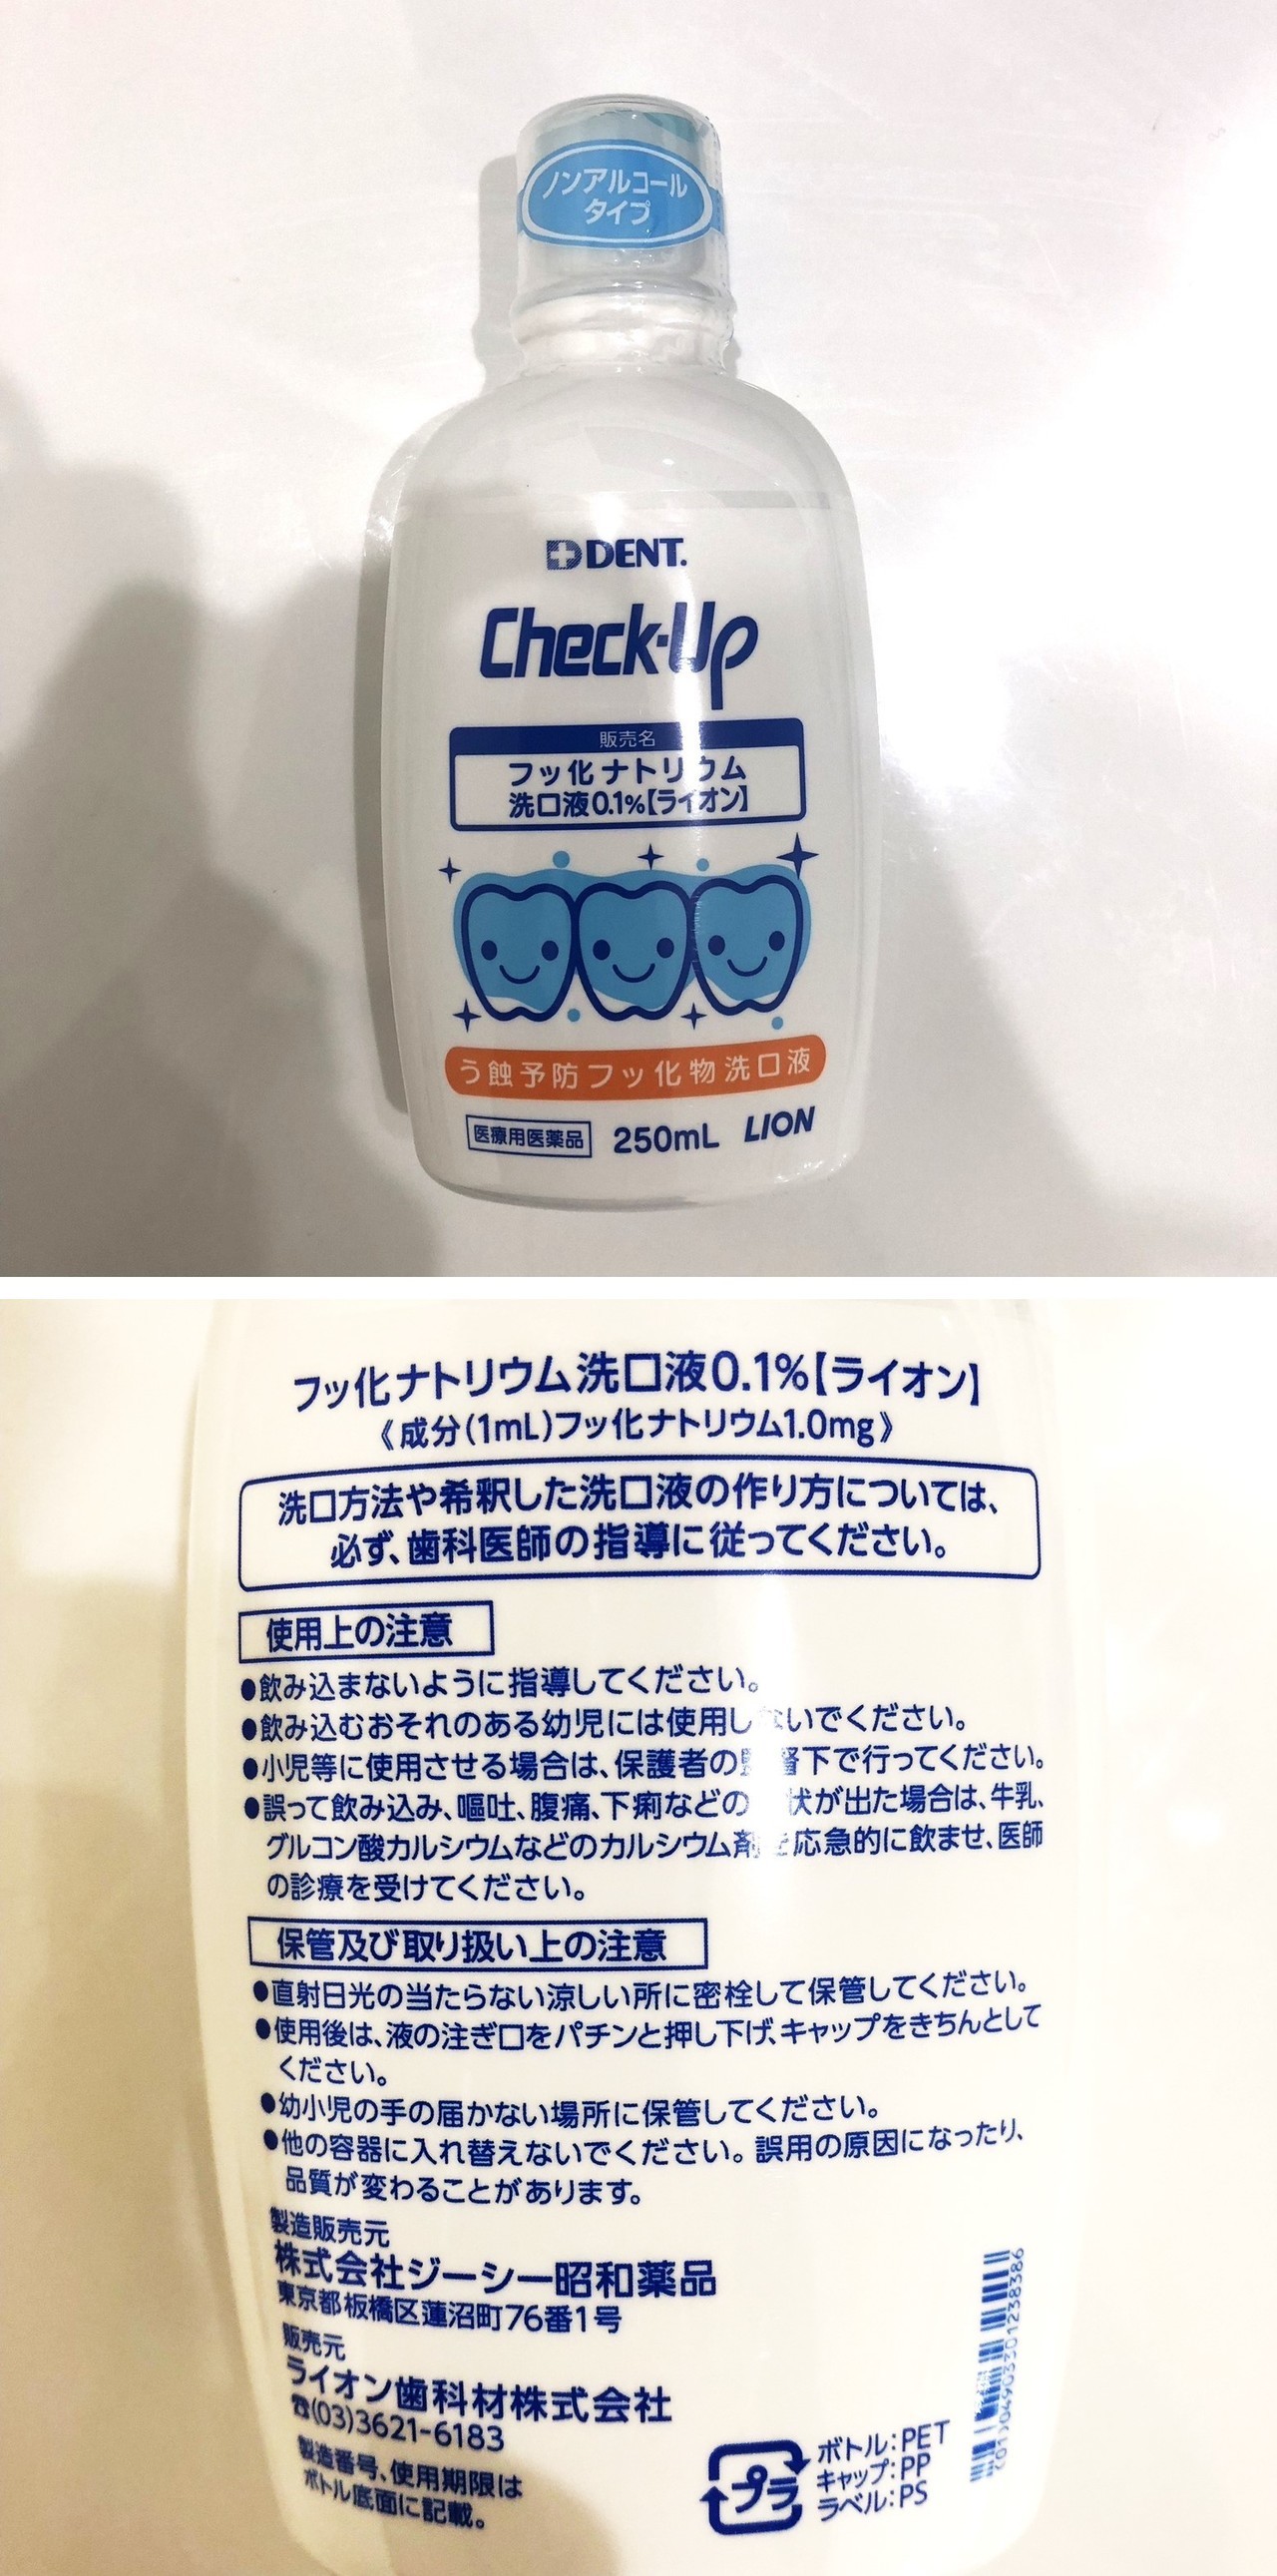 ノンアルコール
タイプ
DENT.
Check-Up
販売名
フッ化ナトリウム
洗口液0.1%【ライオン】
う蝕予防フッ化物洗口液
医療用医薬品 250mL LION
フッ化ナトリウム洗口液0.1%【ライオン】
《成分(1mL)フッ化ナトリウム1.0mg》
洗口方法や希釈した洗口液の作り方については、
必ず、歯科医師の指導に従ってください。
使用上の注意
●飲み込まないように指導してください。
●飲み込むおそれのある幼児には使用しないでください。
●小児等に使用させる場合は、保護者の監督下で行ってください。
●誤って飲み込み、嘔吐、腹痛、下痢などの 状が出た場合は、牛乳、
グルコン酸カルシウムなどのカルシウム剤を応急的に飲ませ、医師
の診療を受けてください。
保管及び取り扱い上の注意
●直射日光の当たらない涼しい所に密栓して保管してください。
●使用後は、液の注ぎ口をパチンと押し下げ、キャップをきちんとして
ください。
●幼小児の手の届かない場所に保管してください。
●他の容器に入れ替えないでください。誤用の原因になったり、
品質が変わることがあります。
製造販売元
株式会社ジーシー昭和薬品
東京都板橋区蓮沼町76番1号
販売元
ライオン歯科材株式会社
☎(03)3621-6183
製造番号、使用期限は
ボトル底面に記載。
プラ
ボトル:PET
キャップ:PP
ラベル:PS
(01)04903301238386